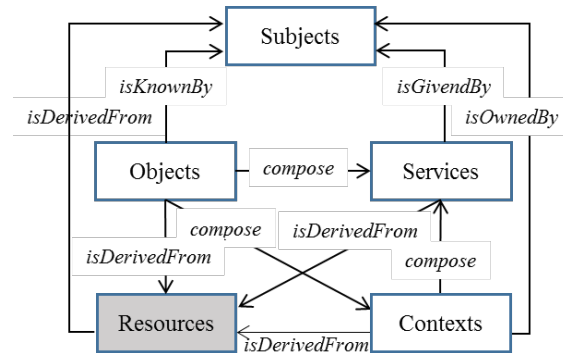 Subjects
isKnownBy
isGivendBy
isDerivedFrom
isOwnedBy
Objects
compose
Services
compose
isDerivedFrom
isDerivedFrom
compose
Resources
Contexts
isDerivedFrom